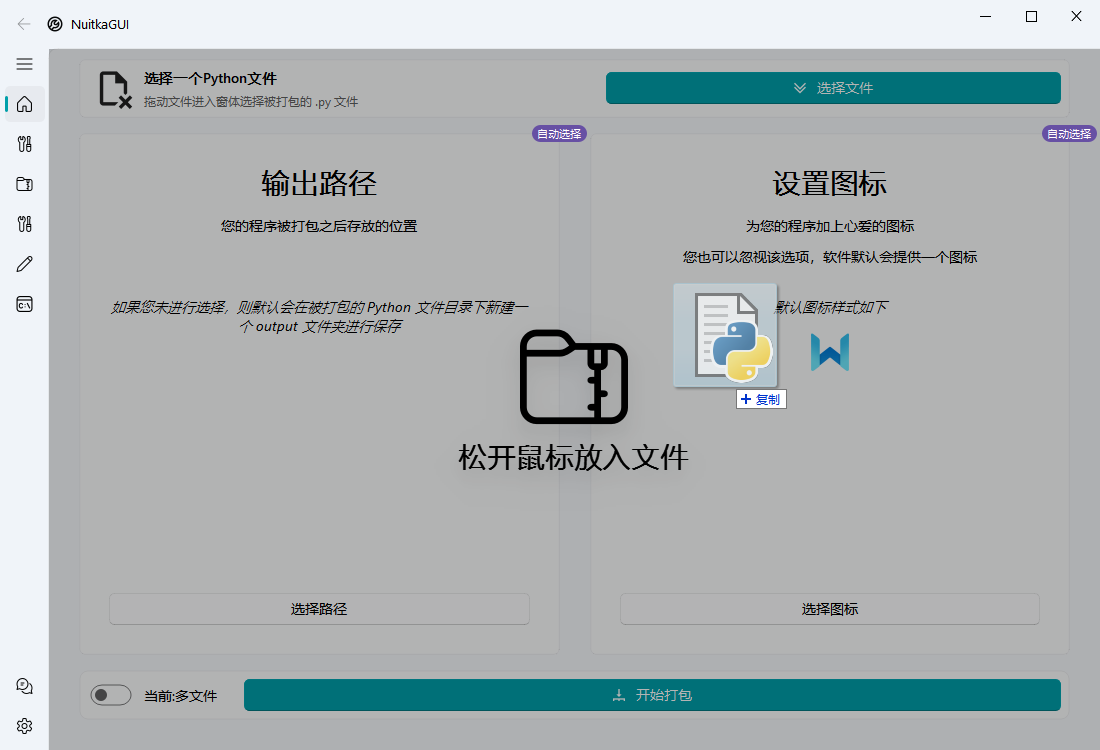 NuitkaGUI
选择一个Python文件
拖动文件进入窗体选择被打包的 .py 文件
选择文件
自动选择
自动选择
输出路径
您的程序被打包之后存放的位置
如果您未进行选择，则默认会在被打包的 Python 文件目录下新建一
个 output 文件夹进行保存
设置图标
为您的程序加上心爱的图标
您也可以忽视该选项，软件默认会提供一个图标
默认图标样式如下
复制
松开鼠标放入文件
选择路径
选择图标
当前:多文件
开始打包
C:\